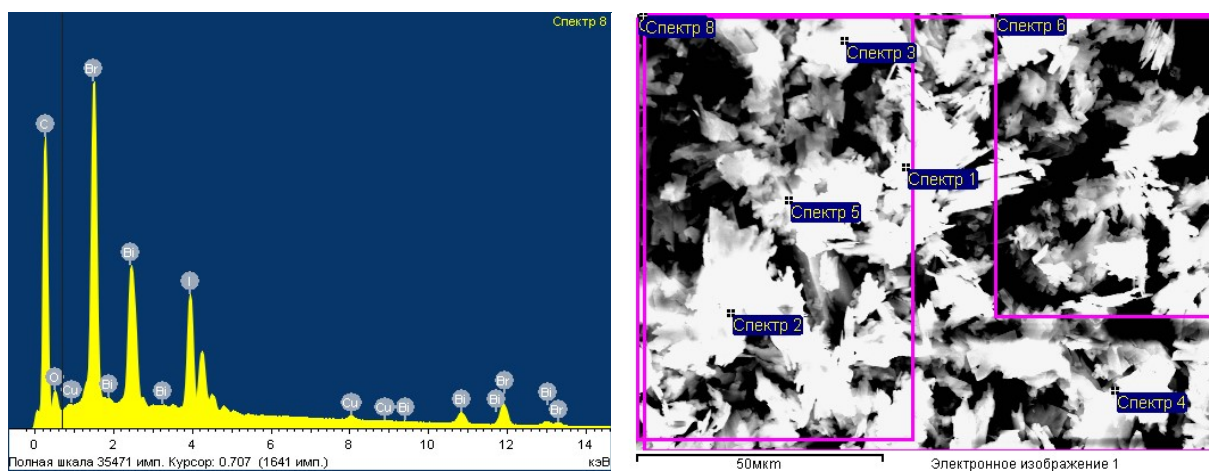 Спектр 8
Br
C
Bi
I
O
Cu
Bi
Bi
Cu
Cu
Bi
Bi
Bi
Br
Bi
Br
0
2
4
6
8
10
12
14
Полная шкала 35471 имп. Курсор: 0.707 (1641 имп.)
кэВ
Спектр 8
Спектр 6
Спектр 3
Спектр 1
Спектр 5
Спектр 2
Спектр 4
50мкm
Электронное изображение 1